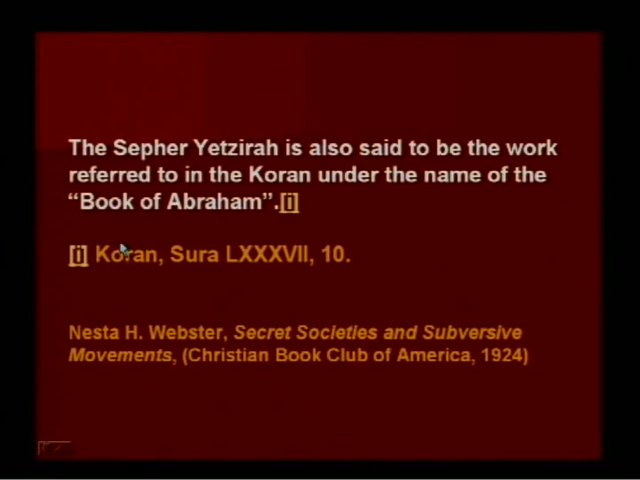 The Sepher Yetzirah is also said to be the work
referred to in the Koran under the name of the
“Book of Abraham”.[i]
[i] Koran, Sura LXXXVII, 10.
Nesta H. Webster, Secret Societies and Subversive
Movements, (Christian Book Club of America, 1924)